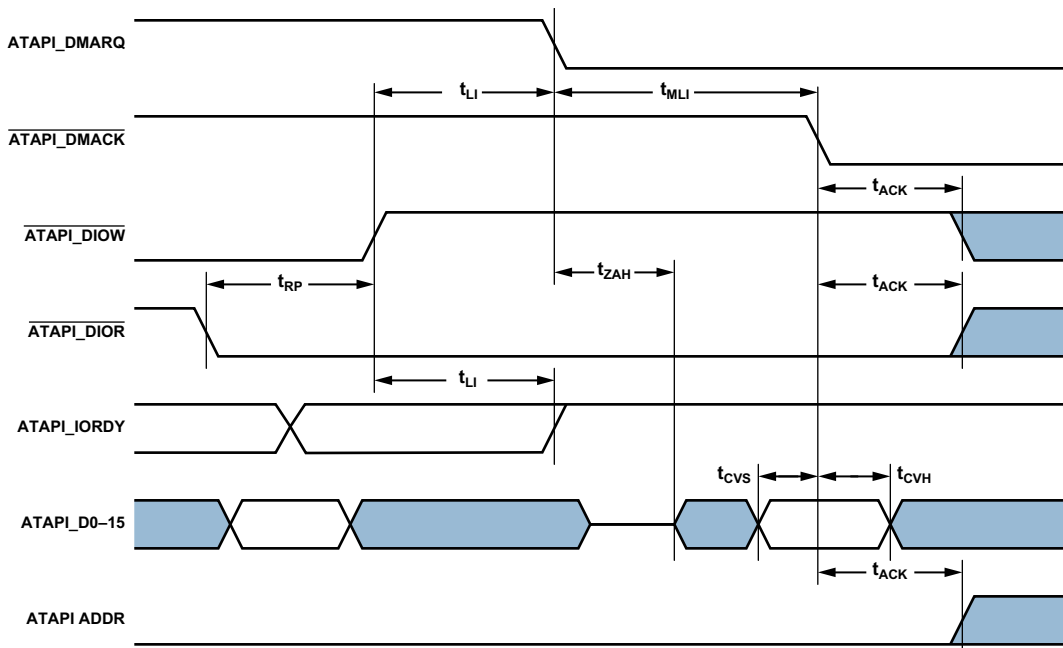 ATAPI_DMARQ
tLI
tMLI
ATAPI_DMACK
tACK
ATAPI_DIOW
tZAH
tRP
tACK
ATAPI_DIOR
tLI
ATAPI_IORDY
tCVS
tCVH
ATAPI_D0–15
tACK
ATAPI ADDR